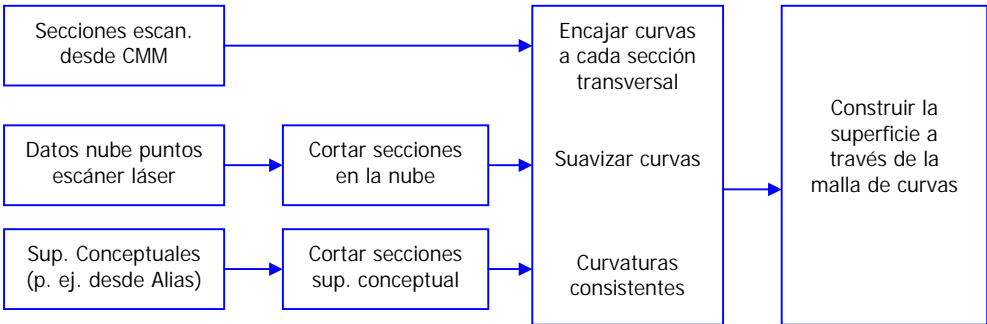 Secciones escan.
desde CMM
Encajar curvas
a cada sección
transversal
Construir la
superficie a
través de la
malla de curvas
Datos nube puntos
escáner láser
Cortar secciones
en la nube
Suavizar curvas
Sup. Conceptuales
(p. ej. desde Alias)
Cortar secciones
sup. conceptual
Curvaturas
consistentes